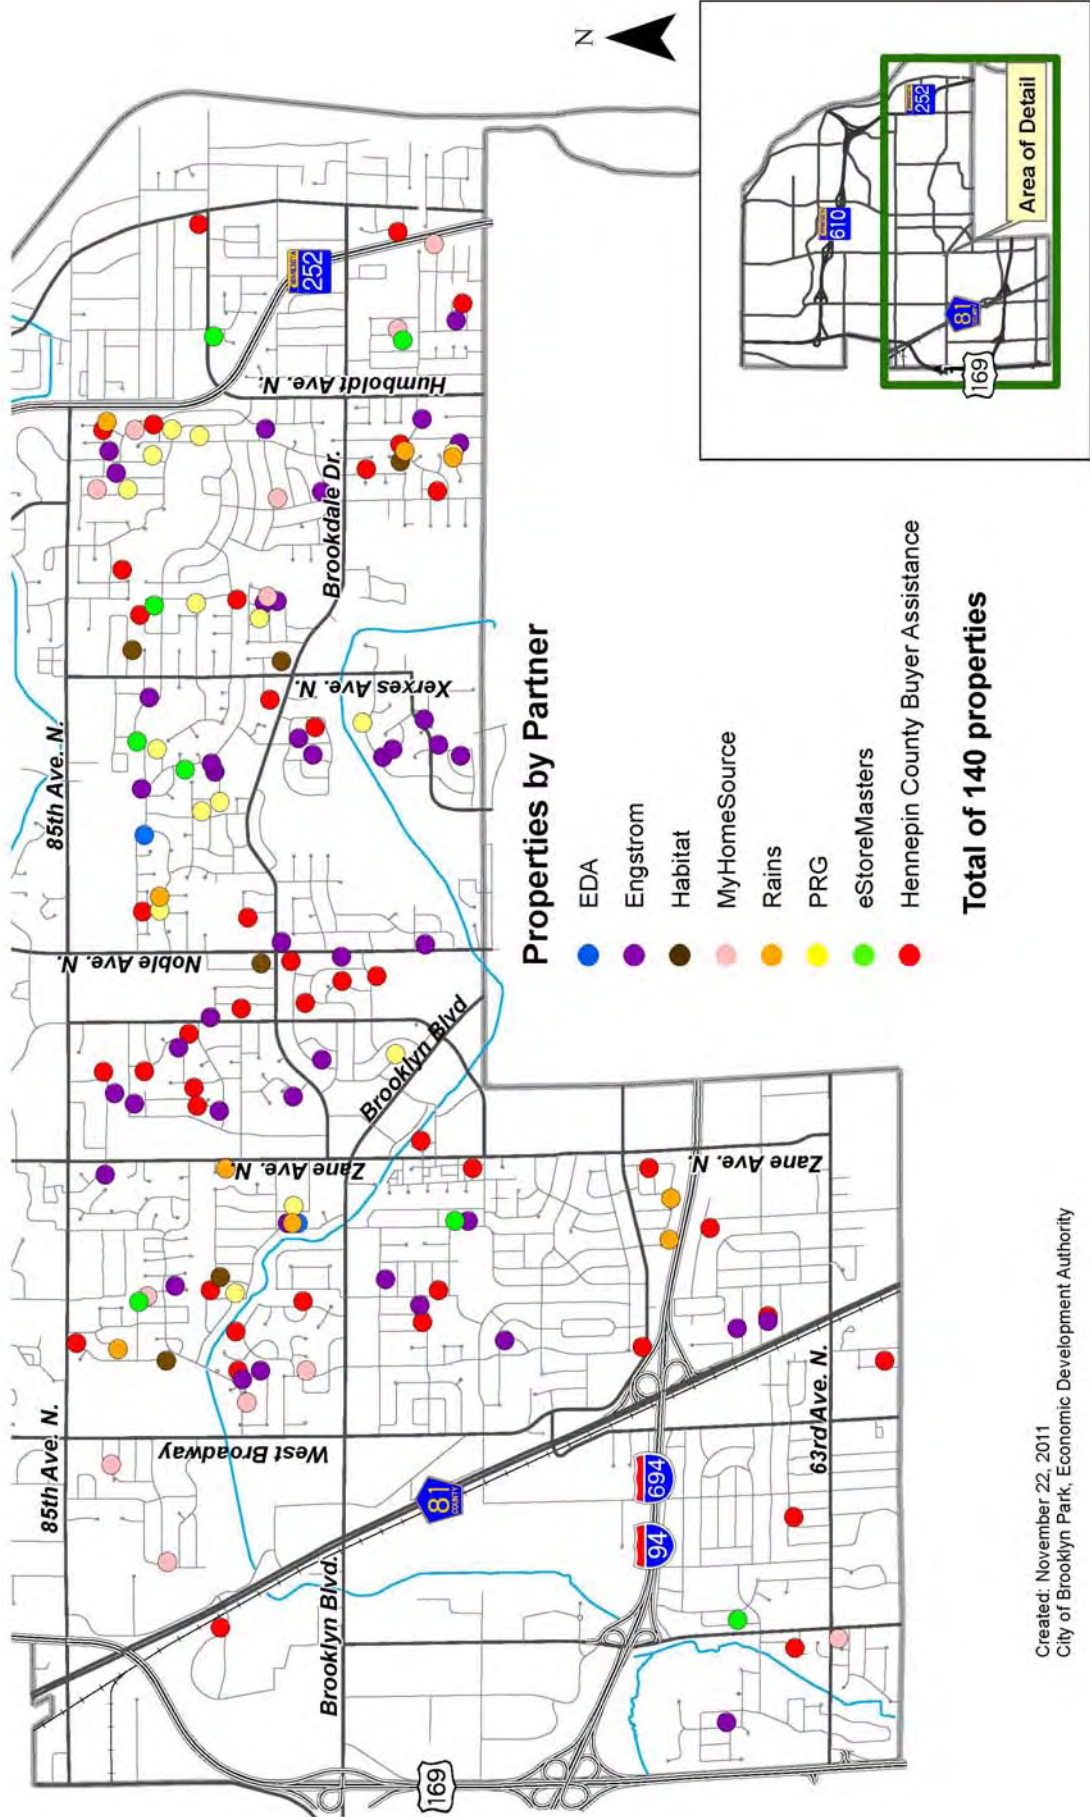 N
85th Ave. N.
85th Ave. N.
West Broadway
Zane Ave. N.
Noble Ave. N.
Xerxes Ave. N.
Humboldt Ave. N.
Brookdale Dr.
252
Brooklyn Blvd.
Brooklyn Blvd
81
COUNTY
169
94
694
Zane Ave. N.
63rd Ave. N.
Properties by Partner
EDA
Engstrom
Habitat
MyHomeSource
Rains
PRG
eStoreMasters
Hennepin County Buyer Assistance
Total of 140 properties
610
252
81
169
Area of Detail
Created: November 22, 2011
City of Brooklyn Park, Economic Development Authority